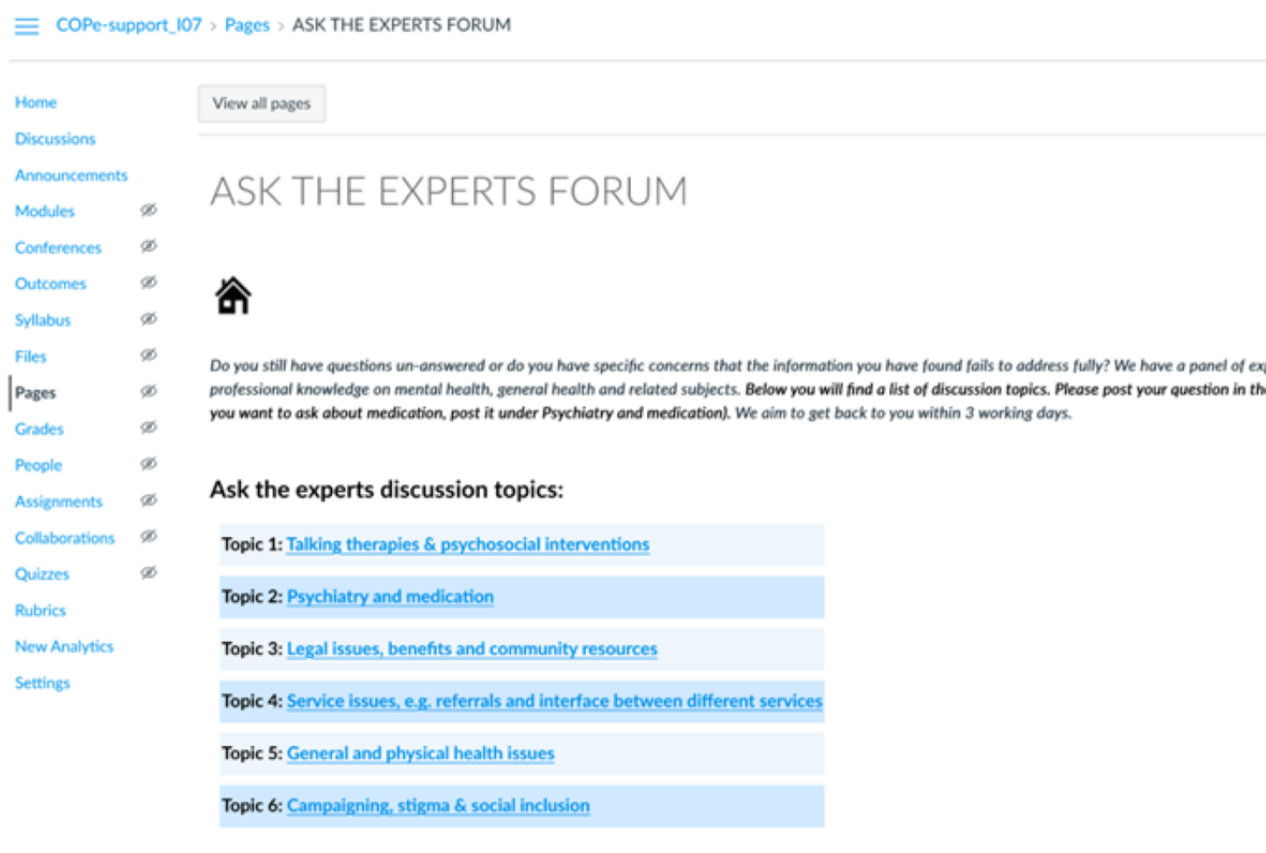 COPe-support_I07 > Pages > ASK THE EXPERTS FORUM
Home
Discussions
Announcements
Modules
Conferences
Outcomes
Syllabus
Files
Pages
Grades
People
Assignments
Collaborations
Quizzes
Rubrics
New Analytics
Settings
View all pages
ASK THE EXPERTS FORUM
Do you still have questions un-answered or do you have specific concerns that the information you have found fails to address fully? We have a panel of
professional knowledge on mental health, general health and related subjects. Below you will find a list of discussion topics. Please post your question in
you want to ask about medication, post it under Psychiatry and medication). We aim to get back to you within 3 working days.
Ask the experts discussion topics:
Topic 1: Talking therapies & psychosocial interventions
Topic 2: Psychiatry and medication
Topic 3: Legal issues, benefits and community resources
Topic 4: Service issues, e.g. referrals and interface between different services
Topic 5: General and physical health issues
Topic 6: Campaigning, stigma & social inclusion